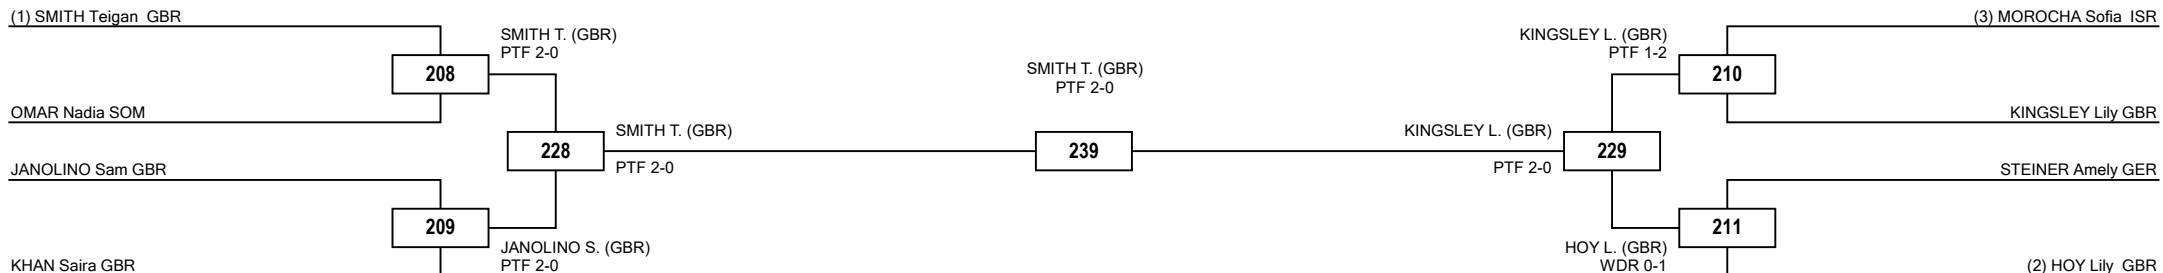 (1) SMITH Teigan GBR
SMITH T. (GBR)
PTF 2-0
208
OMAR Nadia SOM
SMITH T. (GBR)
228
PTF 2-0
JANOLINO Sam GBR
209
JANOLINO S. (GBR)
PTF 2-0
KHAN Saira GBR
SMITH T. (GBR)
PTF 2-0
239
(3) MOROCHA Sofia ISR
KINGSLEY L. (GBR)
PTF 1-2
210
KINGSLEY Lily GBR
KINGSLEY L. (GBR)
229
PTF 2-0
STEINER Amely GER
211
HOY L. (GBR)
WDR 0-1
(2) HOY Lily GBR